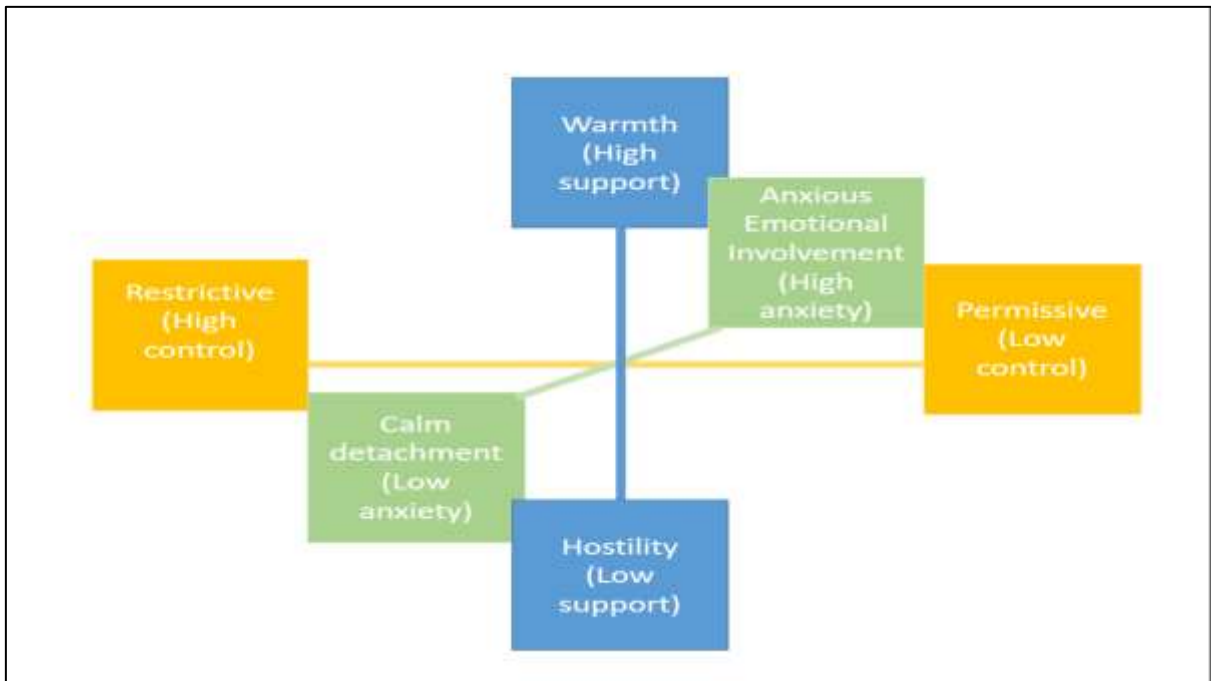 Warmth
(High
support)
Anxious
Emotional
Involvement
(High
anxiety)
Restrictive
(High
control)
Permissive
(Low
control)
Calm
detachment
(Low
anxiety)
Hostility
(Low
support)